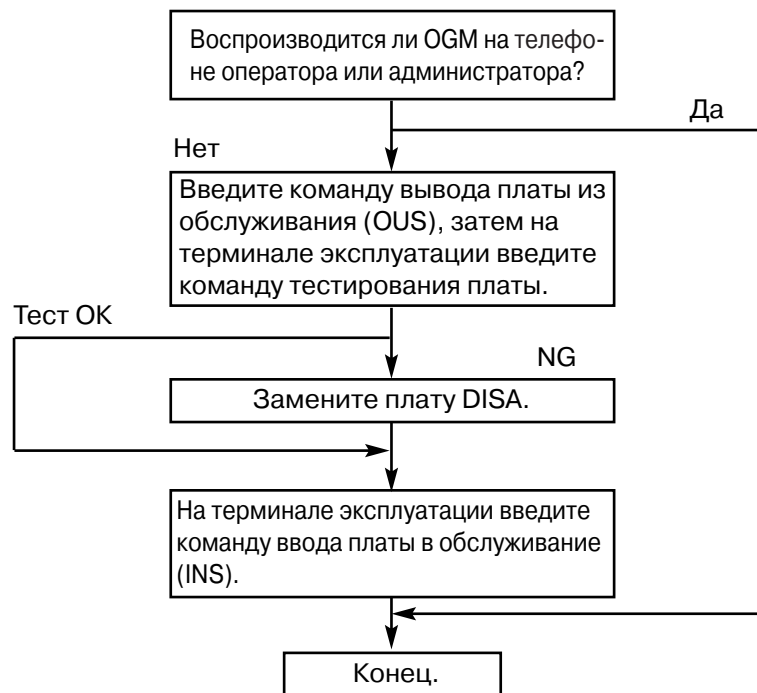 Воспроизводится ли OGM на телефо-
не оператора или администратора?
Да
Нет
Введите команду вывода платы из
обслуживания (OUS), затем на
терминале эксплуатации введите
команду тестирования платы.
Тест OK
NG
Замените плату DISA.
На терминале эксплуатации введите
команду ввода платы в обслуживание
(INS).
Конец.